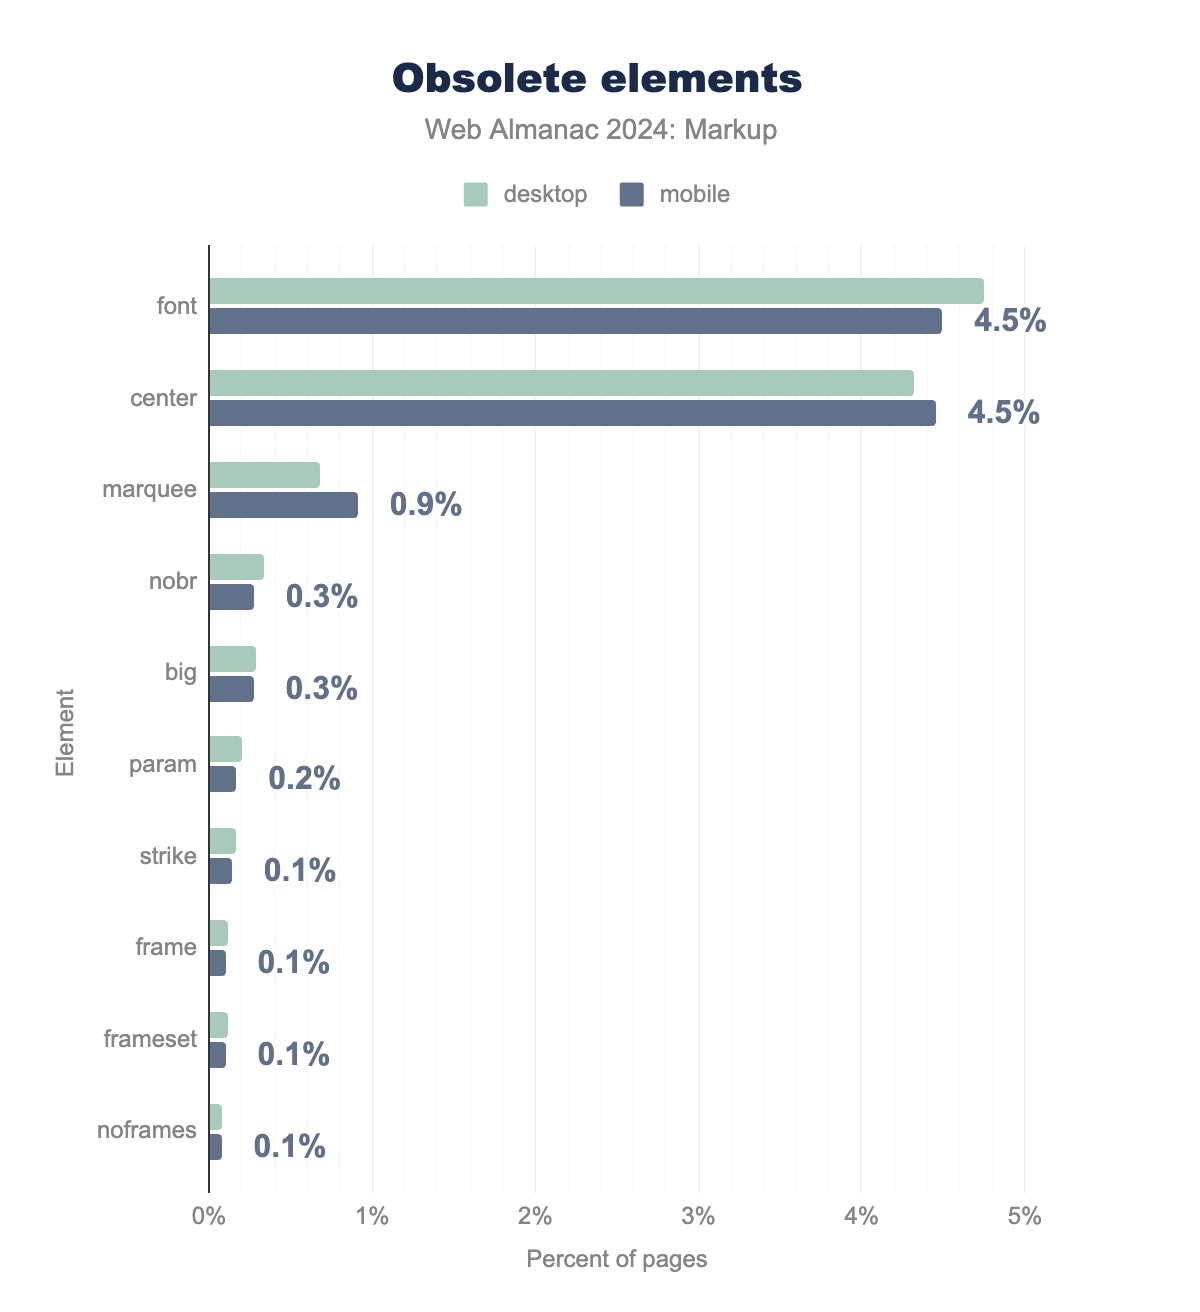 Obsolete elements
Web Almanac 2024: Markup
desktop mobile
font 4.5%
center 4.5%
marquee 0.9%
nobr 0.3%
big 0.3%
Element
param 0.2%
strike 0.1%
frame 0.1%
frameset 0.1%
noframes 0.1%
0% 1% 2% 3% 4% 5%
Percent of pages